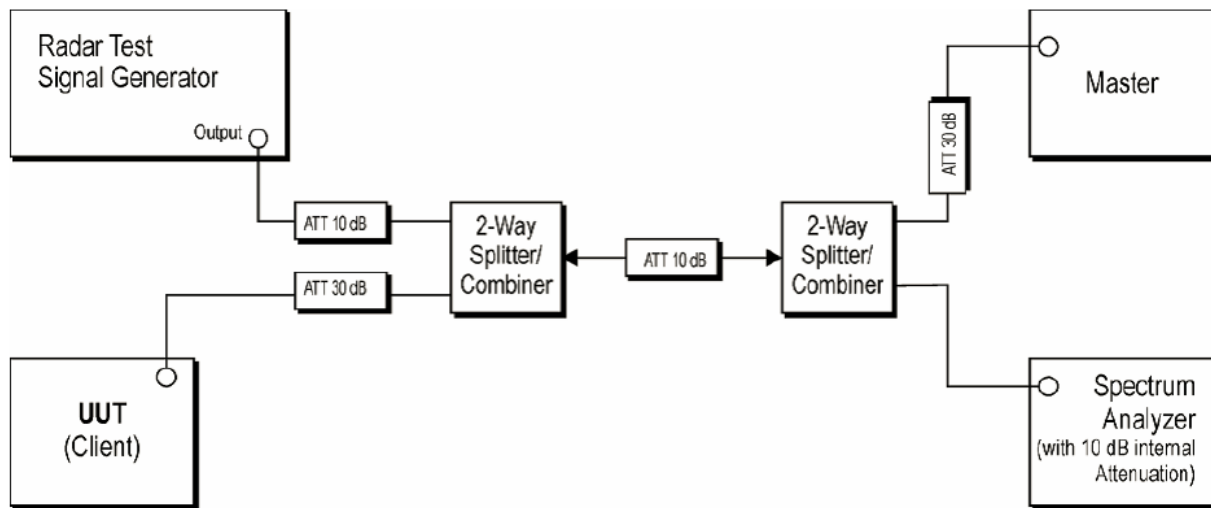 Radar Test
Signal Generator
Output
ATT 10 dB
ATT 30 dB
2-Way
Splitter/
Combiner
ATT 10 dB
2-Way
Splitter/
Combiner
ATT 30 dB
Master
UUT
(Client)
Spectrum
Analyzer
(with 10 dB internal
Attenuation)